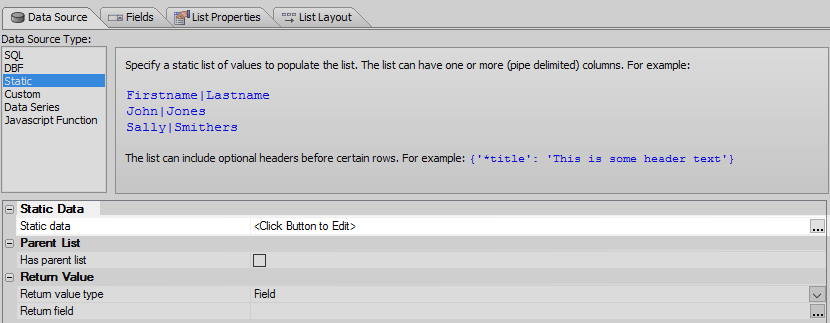 Data Source Fields List Properties List Layout
Data Source Type:
SQL
DBF
Static
Custom
Data Series
Javascript Function
Specify a static list of values to populate the list. The list can have one or more (pipe delimited) columns. For example:
Firstname|Lastname
John|Jones
Sally|Smithers
The list can include optional headers before certain rows. For example: {'*title': 'This is some header text'}
Static Data
Static data <Click Button to Edit> ...
Parent List
Has parent list
Return Value
Return value type Field
Return field ...